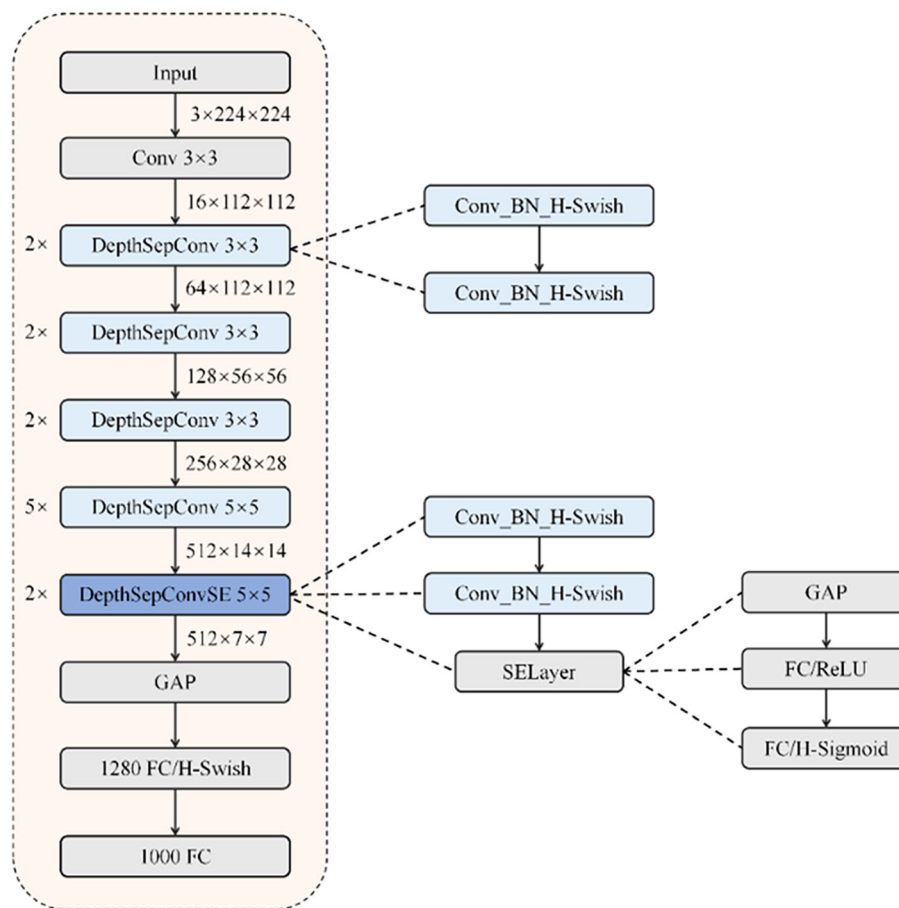 Input
3×224×224
Conv 3×3
16×112×112
2×
DepthSepConv 3×3
64×112×112
2×
DepthSepConv 3×3
128×56×56
2×
DepthSepConv 3×3
256×28×28
5×
DepthSepConv 5×5
512×14×14
2×
DepthSepConvSE 5×5
512×7×7
GAP
1280 FC/H-Swish
1000 FC
Conv_BN_H-Swish
Conv_BN_H-Swish
Conv_BN_H-Swish
Conv_BN_H-Swish
SELayer
GAP
FC/ReLU
FC/H-Sigmoid